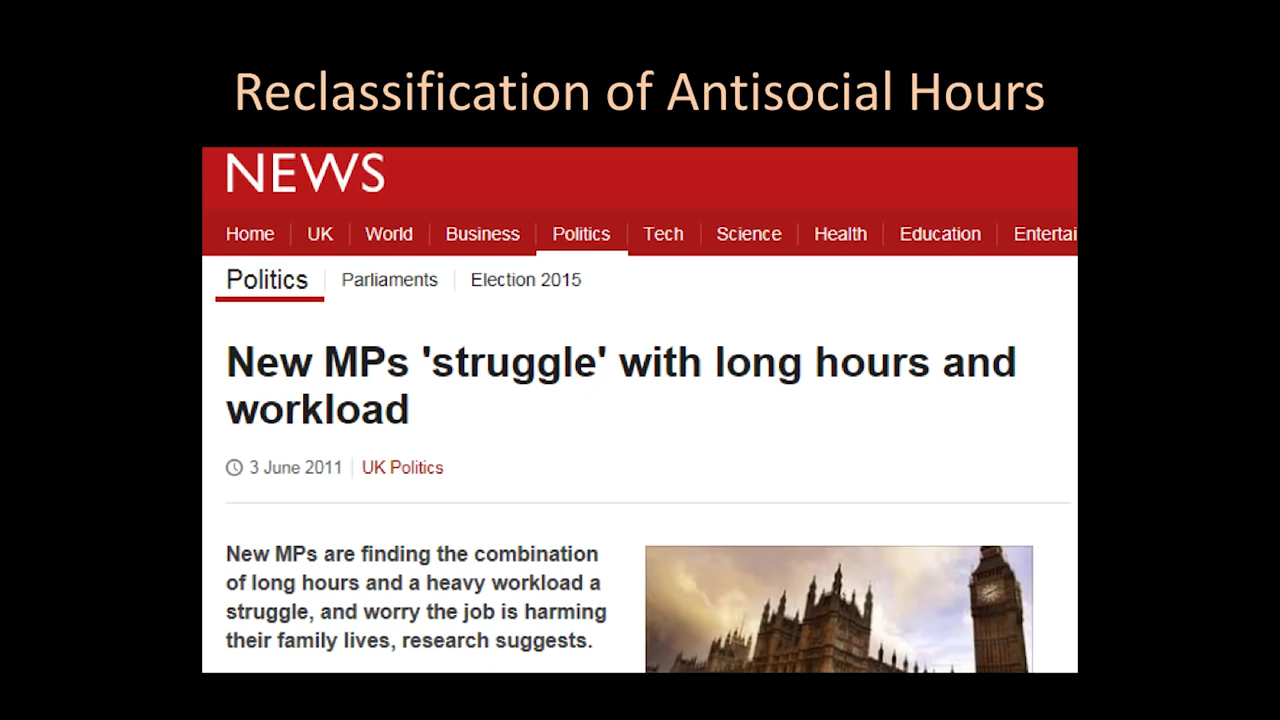 Reclassification of Antisocial Hours
NEWS
Home UK World Business Politics Tech Science Health Education Entertai
Politics Parliaments Election 2015
New MPs 'struggle' with long hours and
workload
3 June 2011 UK Politics
New MPs are finding the combination
of long hours and a heavy workload a
struggle, and worry the job is harming
their family lives, research suggests.